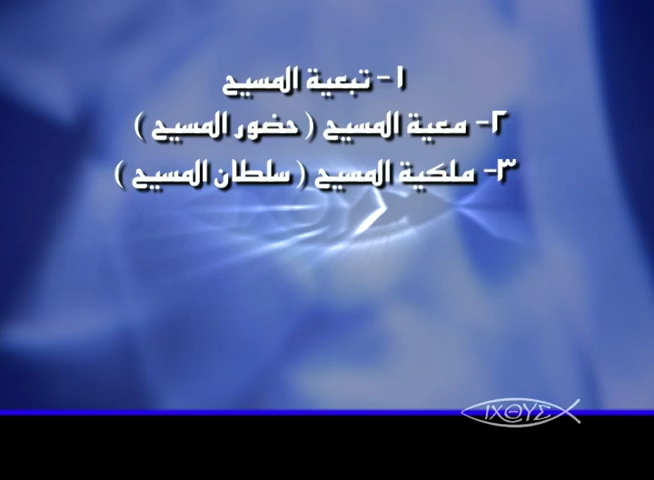 ١- تبعية المسيح
٢- معية المسيح ( حضور المسيح )
٣- ملكية المسيح ( سلطان المسيح )
ΙΧΘΥΣ